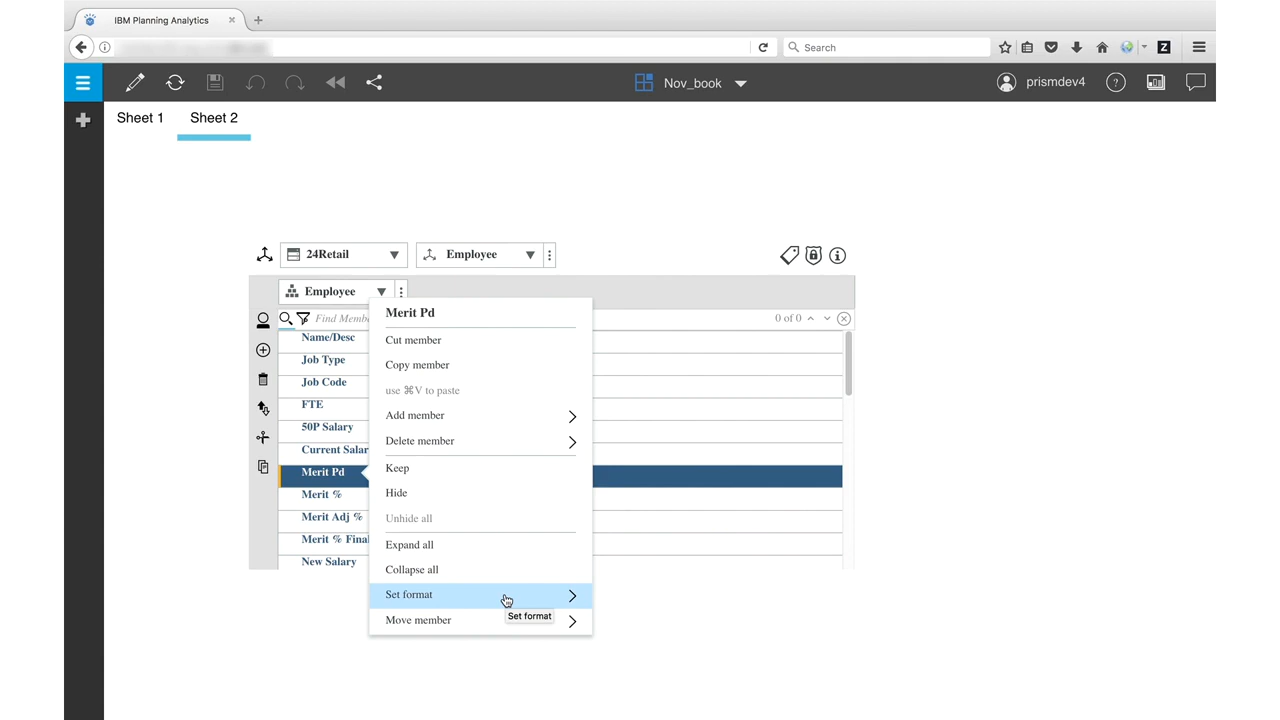 IBM Planning Analytics
Search
Nov_book
prismdev4
Sheet 1
Sheet 2
24Retail
Employee
Employee
Find Memb
0 of 0
Name/Desc
Job Type
Job Code
FTE
50P Salary
Current Salar
Merit Pd
Merit %
Merit Adj %
Merit % Final
New Salary
Merit Pd
Cut member
Copy member
use ⌘V to paste
Add member
Delete member
Keep
Hide
Unhide all
Expand all
Collapse all
Set format
Set format
Move member